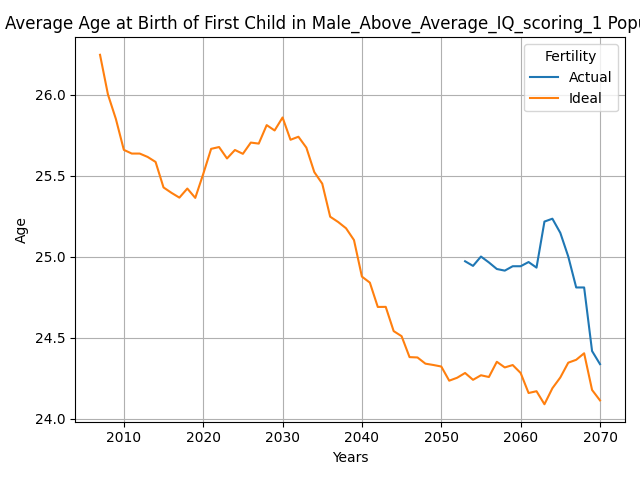 Average Age at Birth of First Child in Male_Above_Average_IQ_scoring_1 Popu
Fertility
Actual
Ideal
26.0
25.5
25.0
24.5
24.0
Age
2010 2020 2030 2040 2050 2060 2070
Years